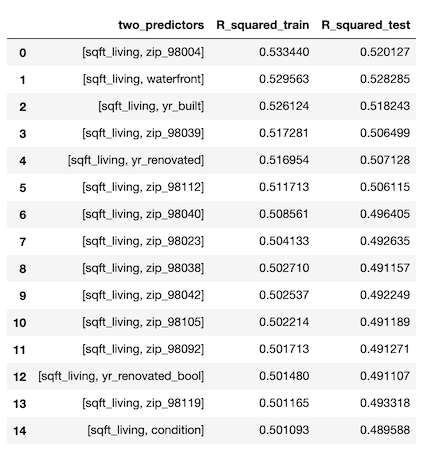 two_predictors R_squared_train R_squared_test
0 [sqft_living, zip_98004] 0.533440 0.520127
1 [sqft_living, waterfront] 0.529563 0.528285
2 [sqft_living, yr_built] 0.526124 0.518243
3 [sqft_living, zip_98039] 0.517281 0.506499
4 [sqft_living, yr_renovated] 0.516954 0.507128
5 [sqft_living, zip_98112] 0.511713 0.506115
6 [sqft_living, zip_98040] 0.508561 0.496405
7 [sqft_living, zip_98023] 0.504133 0.492635
8 [sqft_living, zip_98038] 0.502710 0.491157
9 [sqft_living, zip_98042] 0.502537 0.492249
10 [sqft_living, zip_98105] 0.502214 0.491189
11 [sqft_living, zip_98092] 0.501713 0.491271
12 [sqft_living, yr_renovated_bool] 0.501480 0.491107
13 [sqft_living, zip_98119] 0.501165 0.493318
14 [sqft_living, condition] 0.501093 0.489588